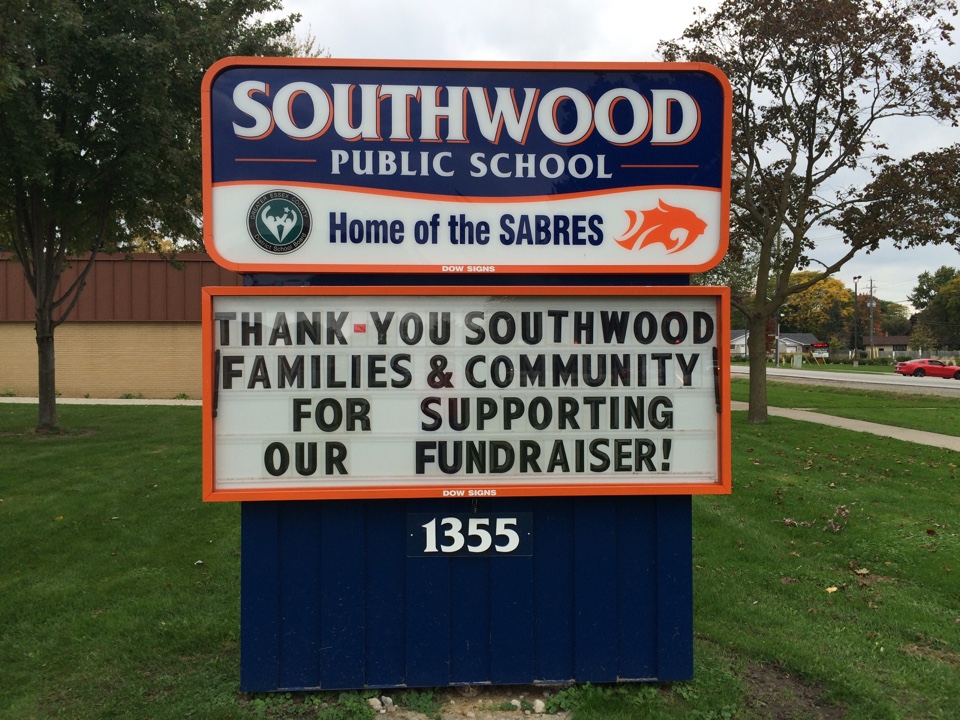 SOUTHWOOD
PUBLIC SCHOOL
Home of the SABRES
DOW SIGNS
THANK-YOU SOUTHWOOD
FAMILIES & COMMUNITY
FOR SUPPORTING
OUR FUNDRAISER!
DOW SIGNS
1355